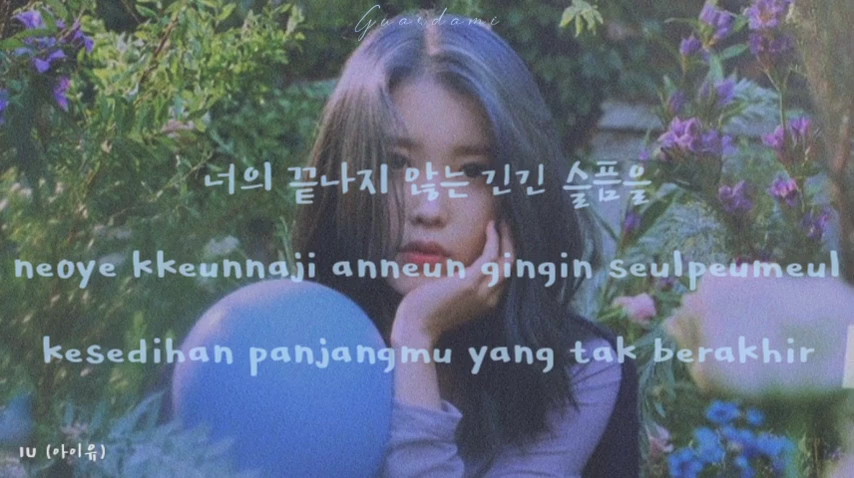 Guardame
너의 끝나지 않는 긴긴 슬픔을
neoye kkeunnaji anneun gingin seulpeumeul
kesedihan panjangmu yang tak berakhir
IU (아이유)